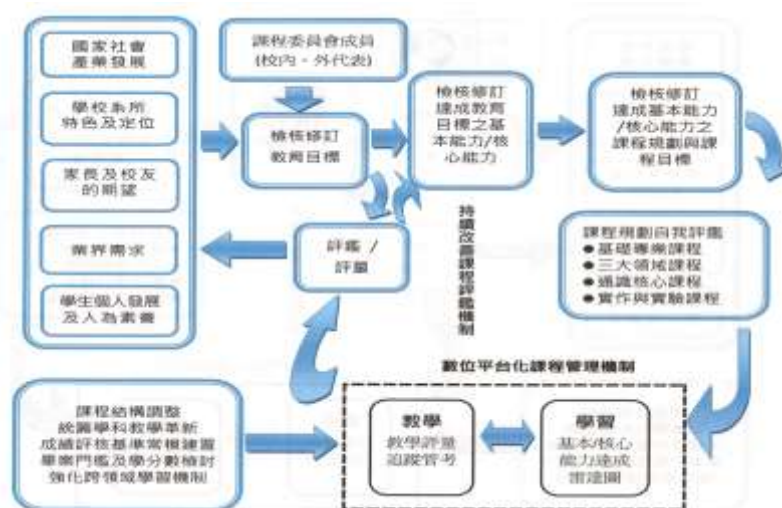 國家社會
產業發展
學校系所
特色及定位
家長及校友
的期望
業界需求
學生個人發展
及人為素養
課程委員會成員
(校內、外代表)
檢核修訂
教育目標
檢核修訂
達成教育
目標之基
本能力/核
心能力
檢核修訂
達成基本能力
/核心能力之
課程規劃與課
程目標
評鑑 /
評量
持續改善課程評鑑機制
課程規劃自我評鑑
●基礎專業課程
●三大領域課程
●通識核心課程
●實作與實驗課程
數位平台化課程管理機制
課程結構調整
統籌學科教學革新
成績評核基準常模建置
畢業門檻及學分數檢討
強化跨領域學習機制
教學
教學評量
追蹤管考
學習
基本/核心
能力達成
雷達圖